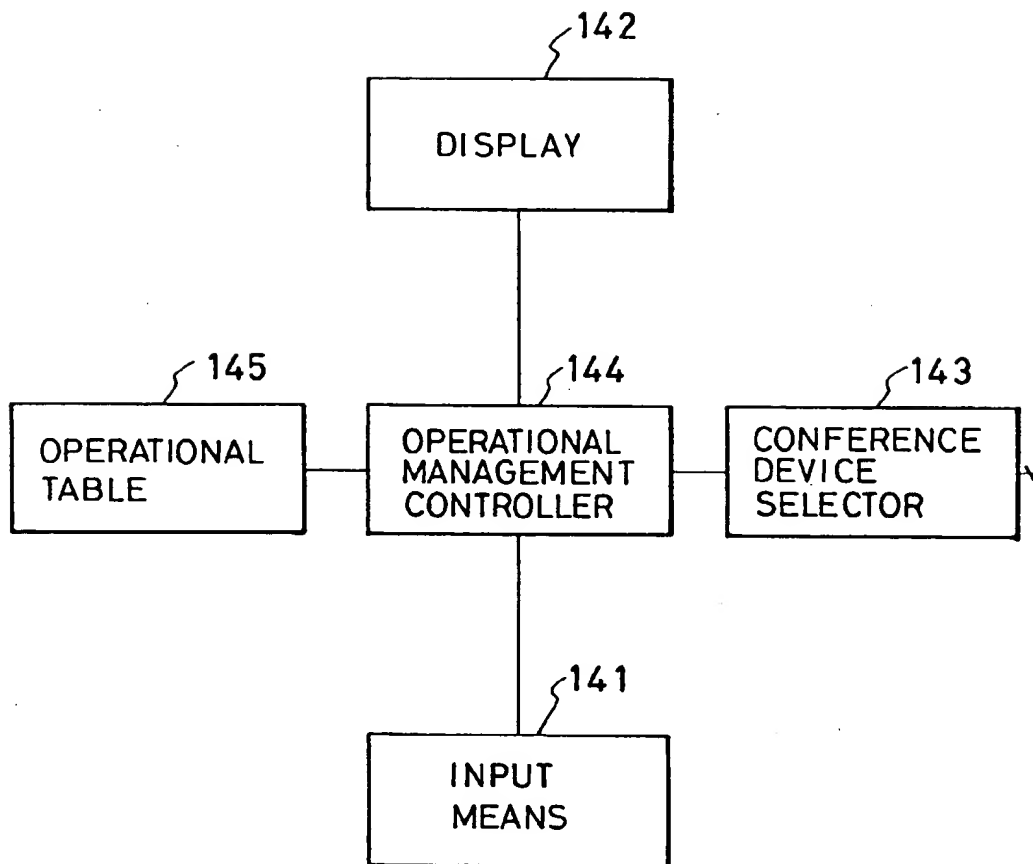 142
DISPLAY
145
OPERATIONAL
TABLE
144
OPERATIONAL
MANAGEMENT
CONTROLLER
143
CONFERENCE
DEVICE
SELECTOR
141
INPUT
MEANS